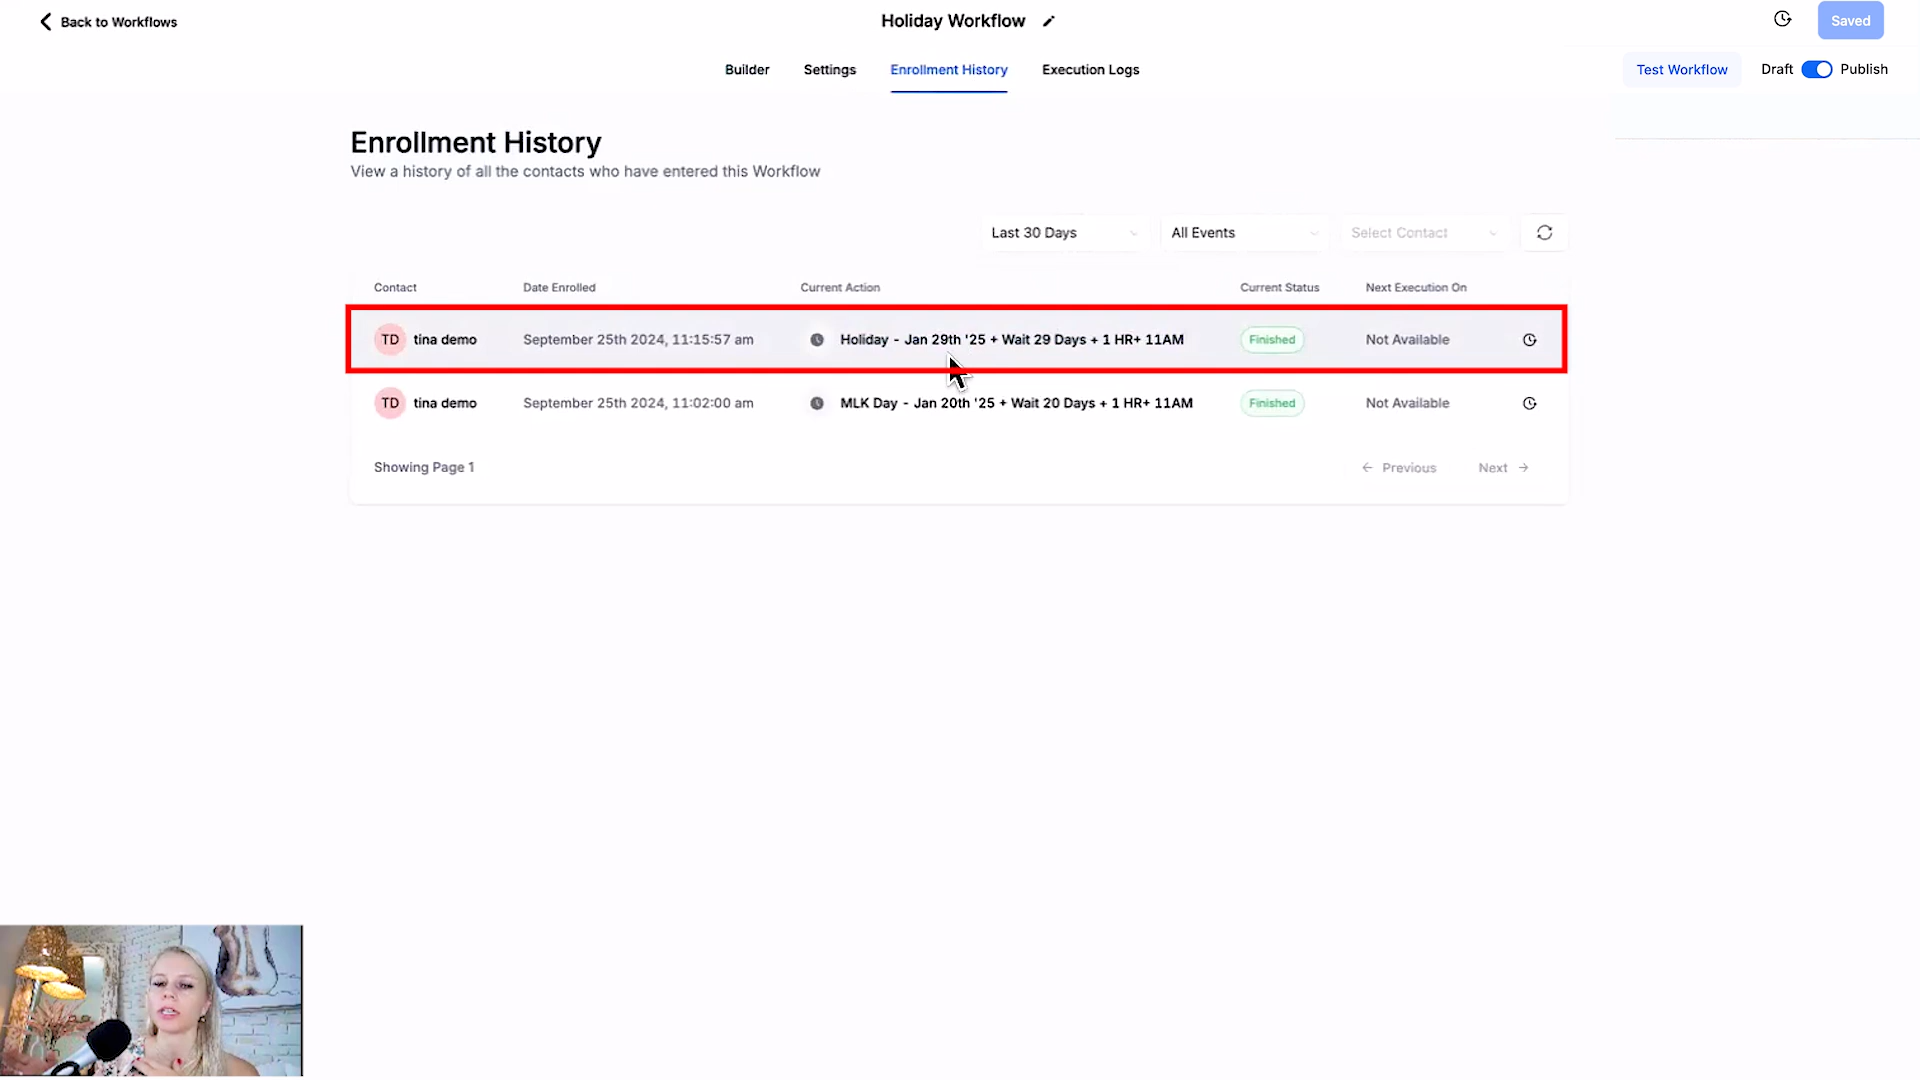 Back to Workflows
Holiday Workflow
Saved
Builder
Settings
Enrollment History
Execution Logs
Test Workflow
Draft
Publish
Enrollment History
View a history of all the contacts who have entered this Workflow
Last 30 Days
All Events
Select Contact
Contact
Date Enrolled
Current Action
Current Status
Next Execution On
TD tina demo September 25th 2024, 11:15:57 am Holiday - Jan 29th '25 + Wait 29 Days + 1 HR+ 11AM Finished Not Available
TD tina demo September 25th 2024, 11:02:00 am MLK Day - Jan 20th '25 + Wait 20 Days + 1 HR+ 11AM Finished Not Available
Showing Page 1
Previous
Next